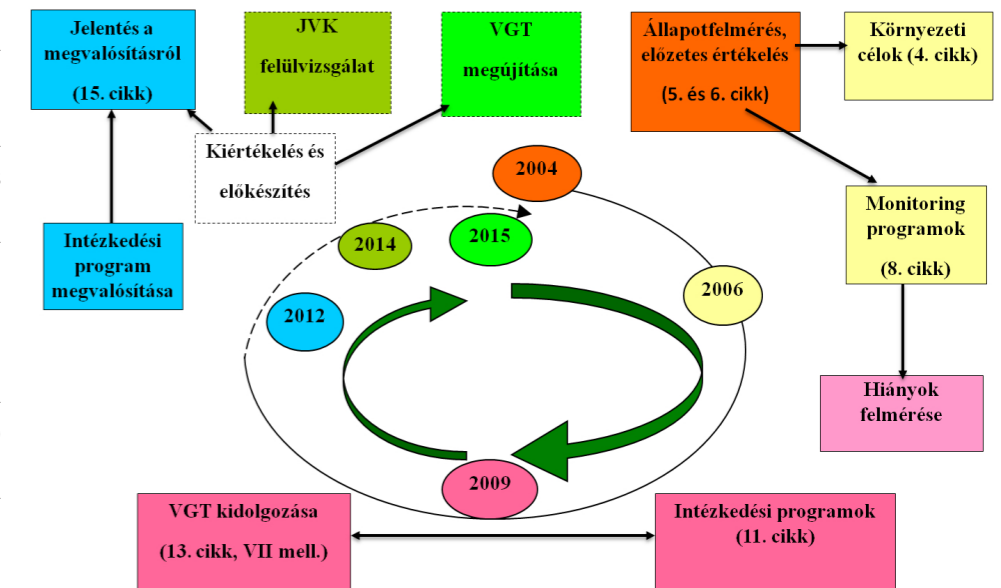 Jelentés a
megvalósításról
(15. cikk)
JVK
felülvizsgálat
VGT
megújítása
Állapotfelmérés,
előzetes értékelés
(5. és 6. cikk)
Környezeti
célok (4. cikk)
Kiértékelés és
előkészítés
2004
Monitoring
programok
(8. cikk)
Intézkedési
program
megvalósítása
2014
2015
2006
2012
Hiányok
felmérése
2009
VGT kidolgozása
(13. cikk, VII mell.)
Intézkedési programok
(11. cikk)